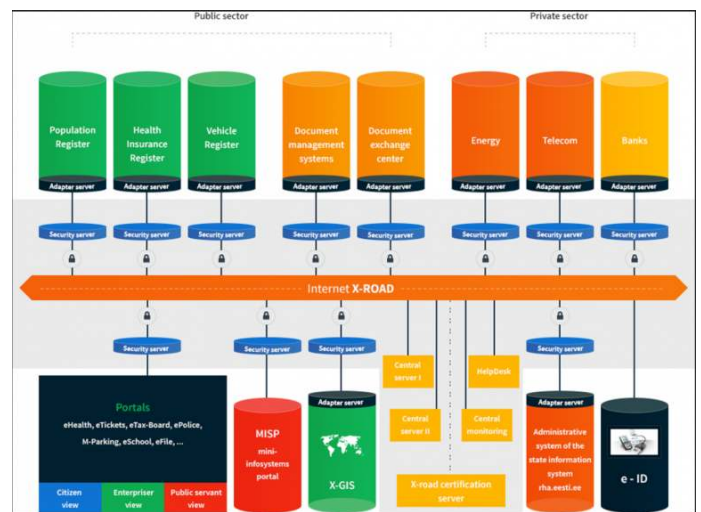 Public sector
Private sector
Population
Register
Health
Insurance
Register
Vehicle
Register
Document
management
systems
Document
exchange
center
Energy
Telecom
Banks
Adapter server
Adapter server
Adapter server
Adapter server
Adapter server
Adapter server
Adapter server
Adapter server
Security server
Security server
Security server
Security server
Security server
Security server
Security server
Security server
Internet X-ROAD
Security server
Security server
Security server
Security server
Central
server I
HelpDesk
Portals
eHealth, eTickets, eTax-Board, ePolice,
M-Parking, eSchool, eFile, ...
Citizen
view
Enterpriser
view
Public servant
view
MISP
mini-
infosystems
portal
Adapter server
X-GIS
Central
server II
Central
monitoring
X-road certification
server
Adapter server
Administrative
system of the
state information
system
rha.eesti.ee
e - ID